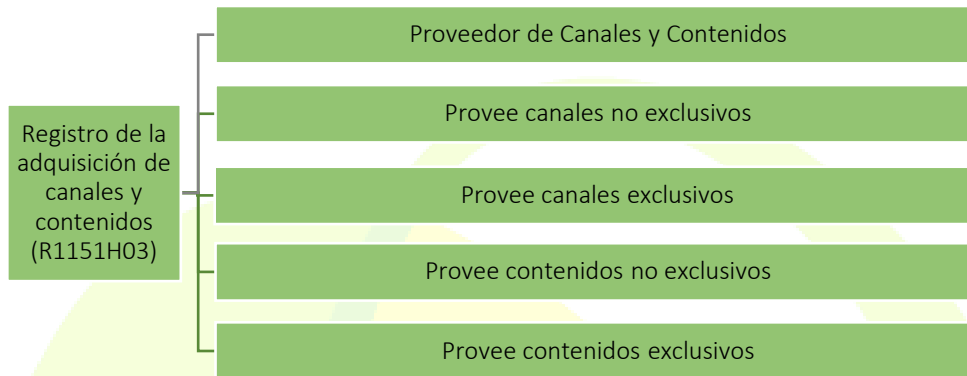 Registro de la
adquisición de
canales y
contenidos
(R1151H03)
Proveedor de Canales y Contenidos
Provee canales no exclusivos
Provee canales exclusivos
Provee contenidos no exclusivos
Provee contenidos exclusivos